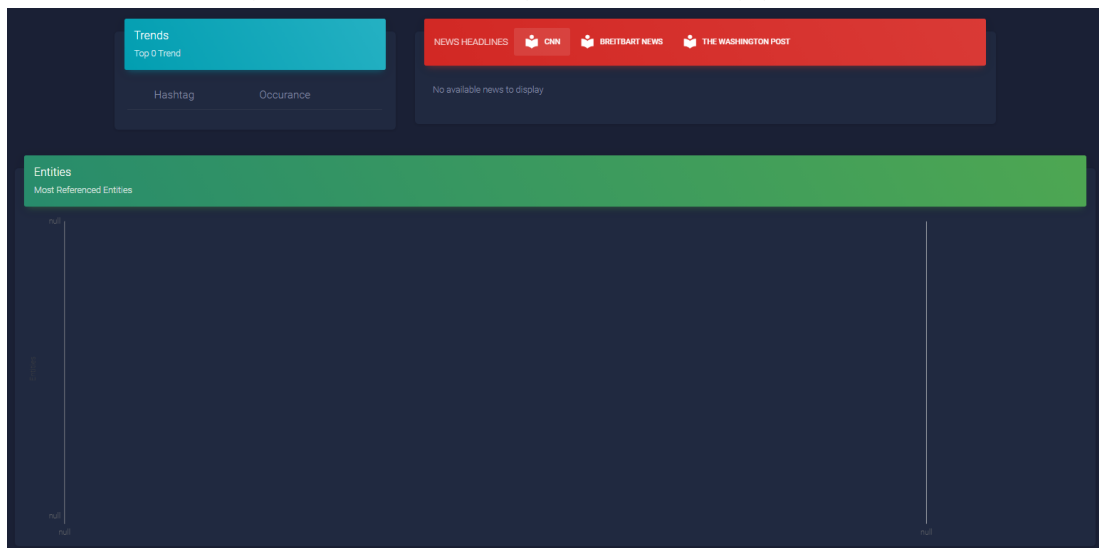 Trends
Top 0 Trend
Hashtag Occurance
NEWS HEADLINES CNN BREITBART NEWS THE WASHINGTON POST
No available news to display
Entities
Most Referenced Entities
null
null
null null